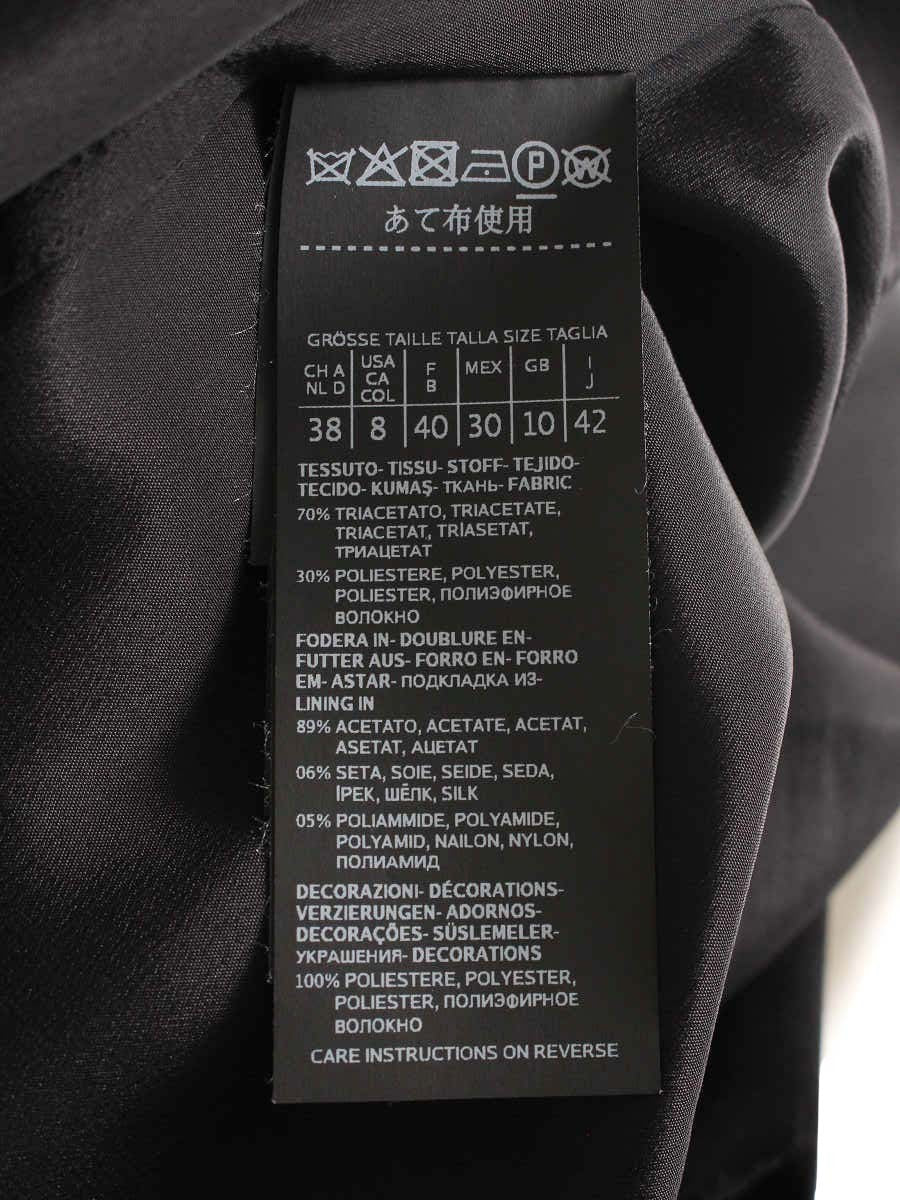 P W
あて布使用
GRÖSSE TAILLE TALLA SIZE TAGLIA
CH A NL D USA CA COL F B MEX GB I J
38 8 40 30 10 42
TESSUTO- TISSU- STOFF- TEJIDO-
TECIDO- KUMAŞ- ТКАНЬ- FABRIC
70% TRIACETATO, TRIACETATE,
TRIACETAT, TRİASETAT,
ТРИАЦЕТАТ
30% POLIESTERE, POLYESTER,
POLIESTER, ПОЛИЭФИРНОЕ
ВОЛОКНО
FODERA IN- DOUBLURE EN-
FUTTER AUS- FORRO EN- FORRO
EM- ASTAR- ПОДКЛАДКА ИЗ-
LINING IN
89% ACETATO, ACETATE, ACETAT,
ASETAT, АЦЕТАТ
06% SETA, SOIE, SEIDE, SEDA,
İPEK, ШЁЛК, SILK
05% POLIAMMIDE, POLYAMIDE,
POLYAMID, NAILON, NYLON,
ПОЛИАМИД
DECORAZIONI- DÉCORATIONS-
VERZIERUNGEN- ADORNOS-
DECORAÇÕES- SÜSLEMELER-
УКРАШЕНИЯ- DECORATIONS
100% POLIESTERE, POLYESTER,
POLIESTER, ПОЛИЭФИРНОЕ
ВОЛОКНО
CARE INSTRUCTIONS ON REVERSE